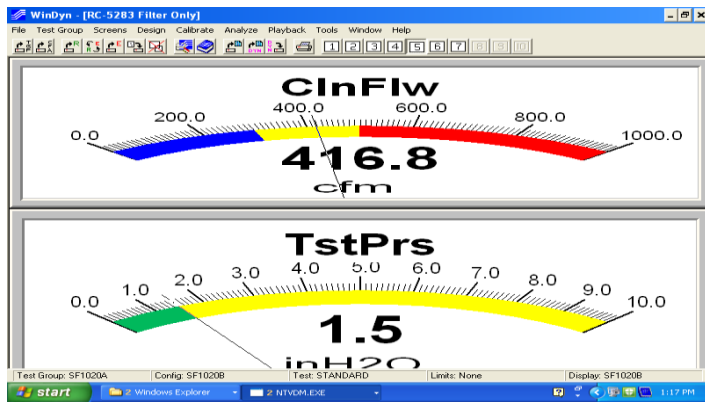 WinDyn - [RC-5283 Filter Only]
File Test Group Screens Design Calibrate Analyze Playback Tools Window Help
1 2 3 4 5 6 7 8 9 10
ClnFlw
0.0 200.0 400.0 600.0 800.0 1000.0
416.8
cfm
TstPrs
0.0 1.0 2.0 3.0 4.0 5.0 6.0 7.0 8.0 9.0 10.0
1.5
inH2O
Test Group: SF1020A Config: SF1020B Test: STANDARD Limits: None Display: SF1020B
start 2 Windows Explorer 2 NTVDM.EXE 1:17 PM